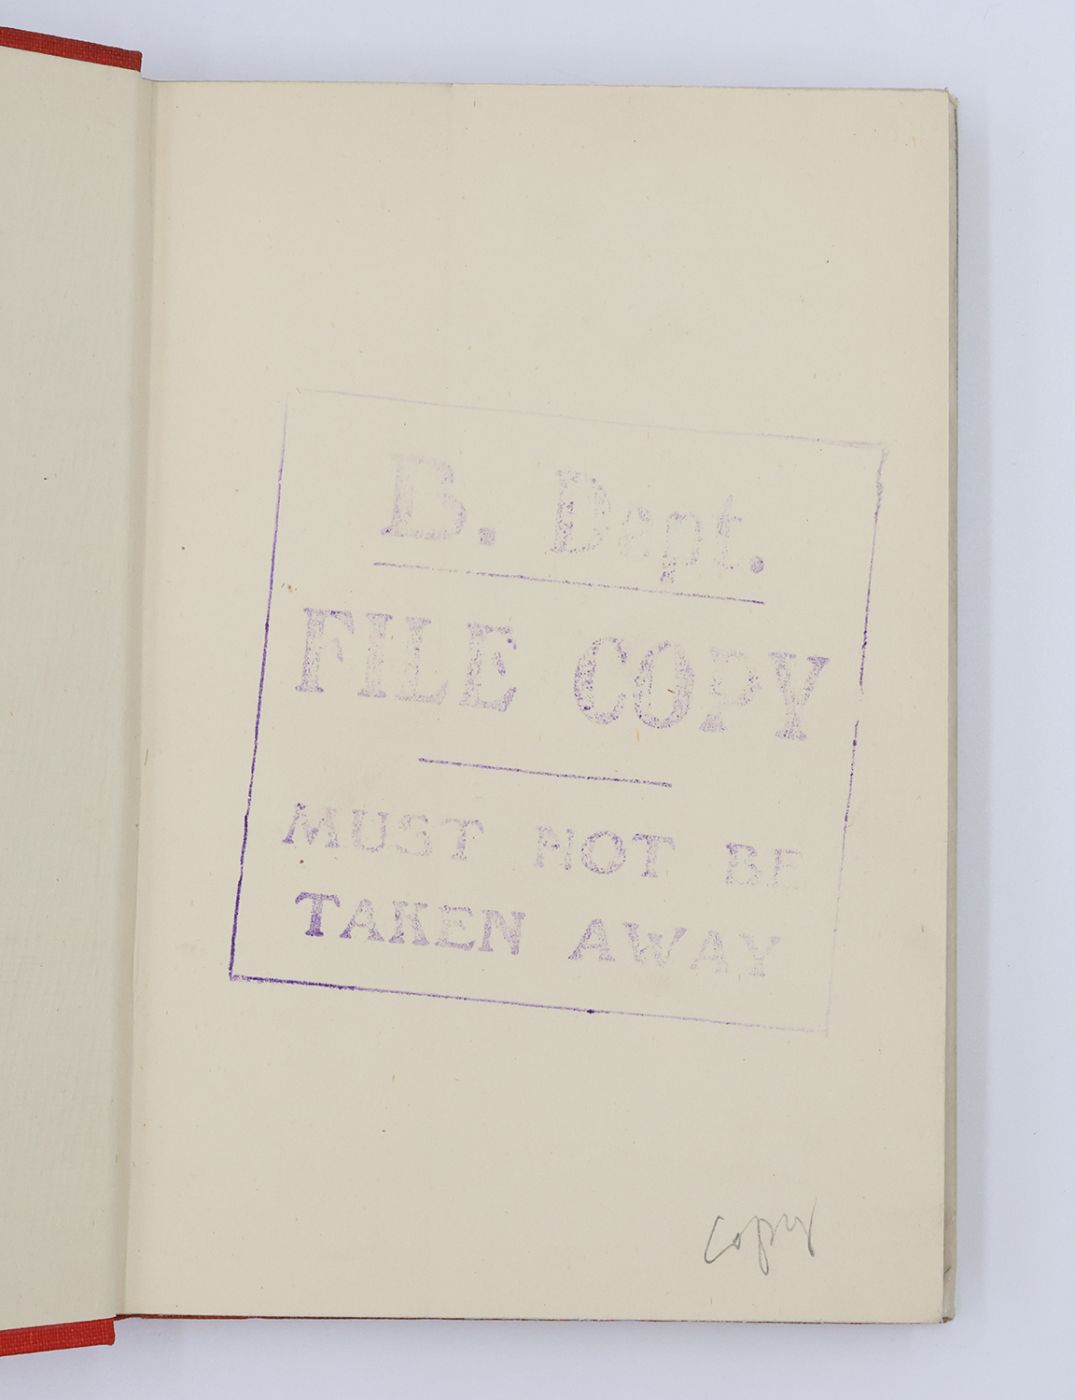 B. Dept.
FILE COPY
MUST NOT BE
TAKEN AWAY
copy